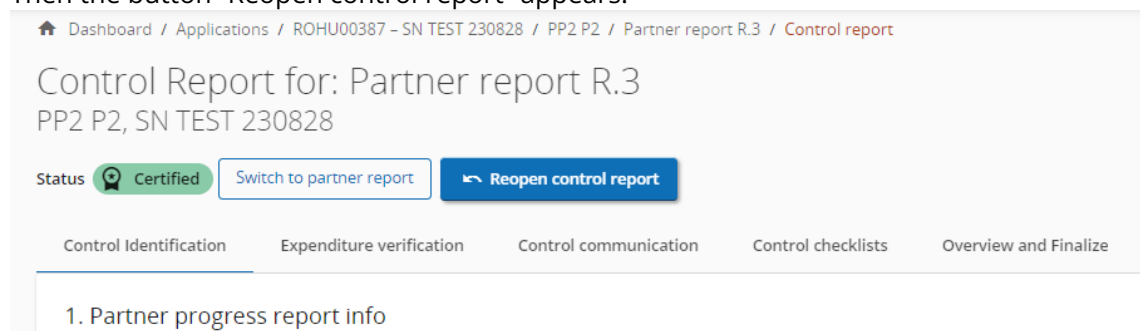 Then the button "Reopen control report" appears.
Dashboard / Applications / ROHU00387 – SN TEST 230828 / PP2 P2 / Partner report R.3 / Control report
Control Report for: Partner report R.3
PP2 P2, SN TEST 230828
Status Certified Switch to partner report Reopen control report
Control Identification Expenditure verification Control communication Control checklists Overview and Finalize
1. Partner progress report info